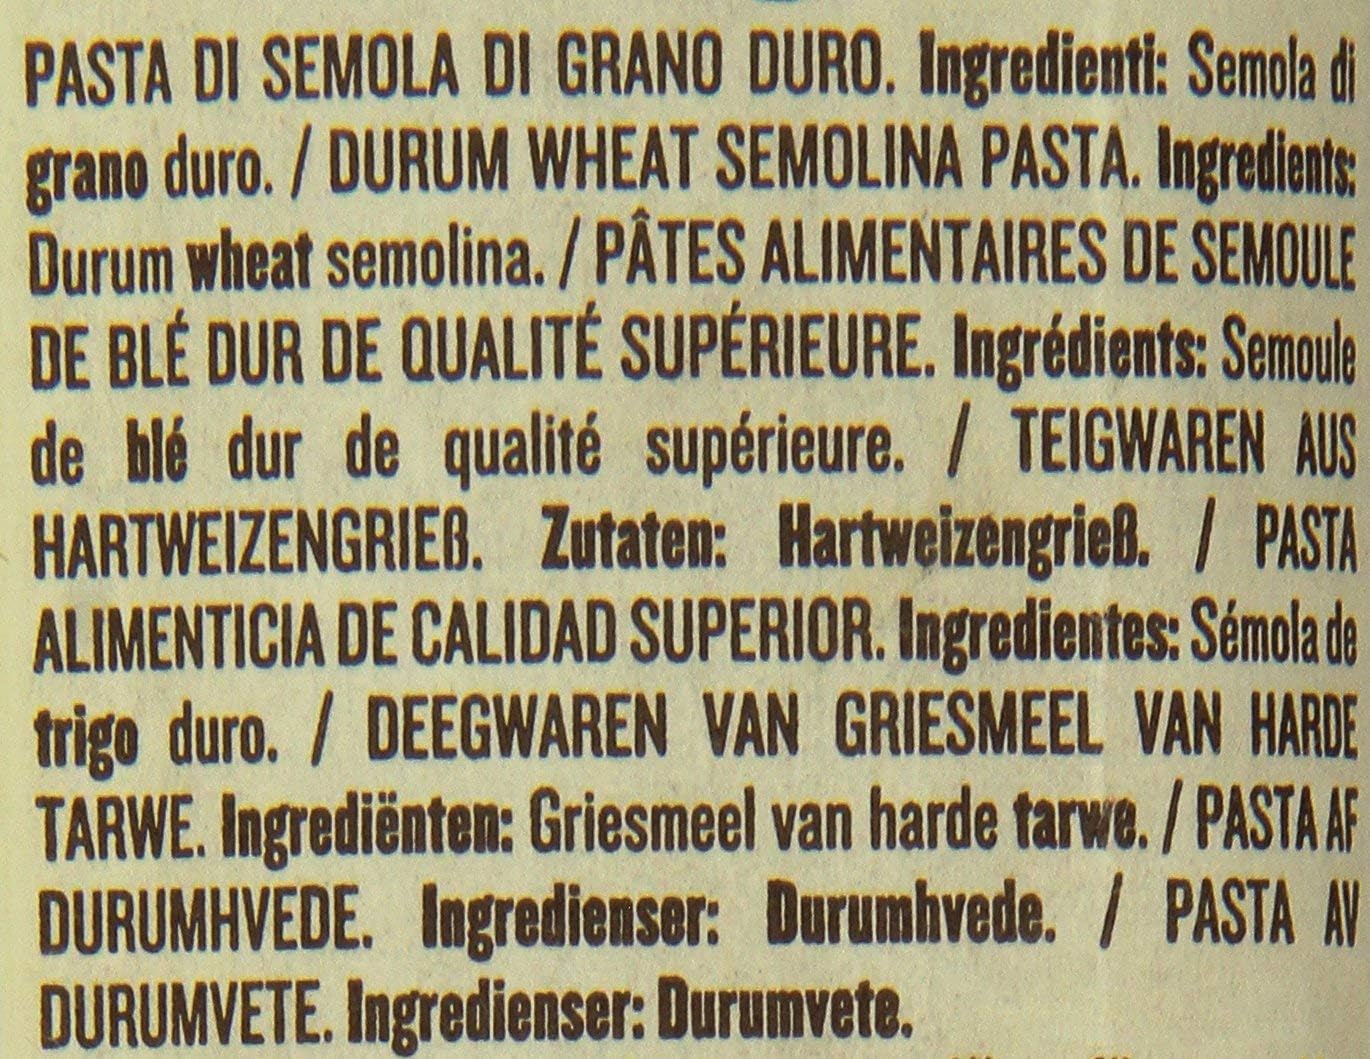 PASTA DI SEMOLA DI GRANO DURO. Ingredienti: Semola di
grano duro. / DURUM WHEAT SEMOLINA PASTA. Ingredients:
Durum wheat semolina. / PÂTES ALIMENTAIRES DE SEMOULE
DE BLÉ DUR DE QUALITÉ SUPÉRIEURE. Ingrédients: Semoule
de blé dur de qualité supérieure. / TEIGWAREN AUS
HARTWEIZENGRIEß. Zutaten: Hartweizengrieß. / PASTA
ALIMENTICIA DE CALIDAD SUPERIOR. Ingredientes: Sémola de
trigo duro. / DEEGWAREN VAN GRIESMEEL VAN HARDE
TARWE. Ingrediënten: Griesmeel van harde tarwe. / PASTA AF
DURUMHVEDE. Ingredienser: Durumhvede. / PASTA AV
DURUMVETE. Ingredienser: Durumvete.